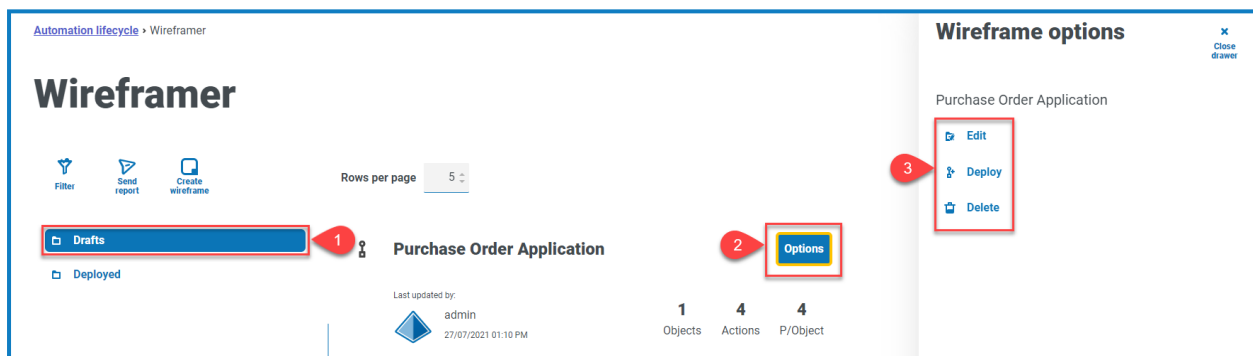 Automation lifecycle › Wireframer
Wireframer
Filter
Send report
Create wireframe
Rows per page 5
Drafts
1
Deployed
Purchase Order Application
2
Options
Last updated by:
admin
27/07/2021 01:10 PM
1
Objects
4
Actions
4
P/Object
Wireframe options
Close drawer
Purchase Order Application
3
Edit
Deploy
Delete